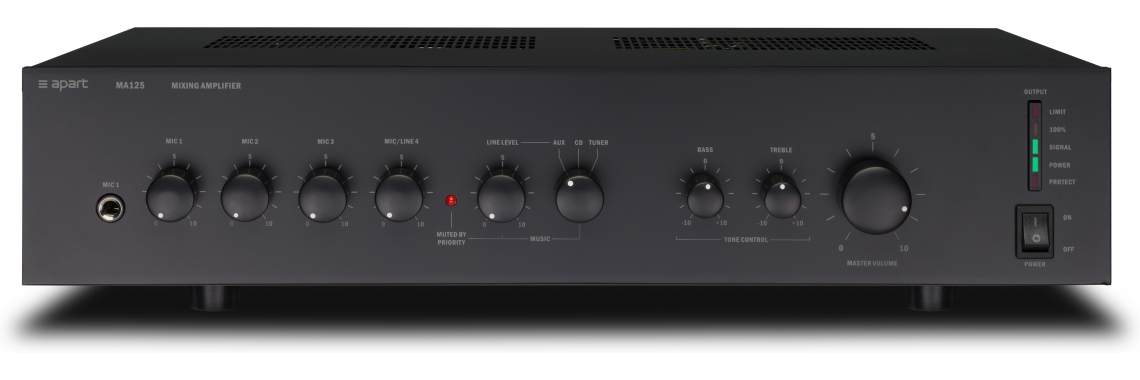 apart MA125 MIXING AMPLIFIER
OUTPUT
LIMIT
100%
SIGNAL
POWER
PROTECT
MIC 1
MIC 1
5
0 10
MIC 2
5
0 10
MIC 3
5
0 10
MIC/LINE 4
5
0 10
MUTED BY
PRIORITY
LINE LEVEL
5
0 10
AUX CD TUNER
MUSIC
BASS
0
-10 +10
TREBLE
0
-10 +10
TONE CONTROL
5
0 10
MASTER VOLUME
ON
I
O
OFF
POWER